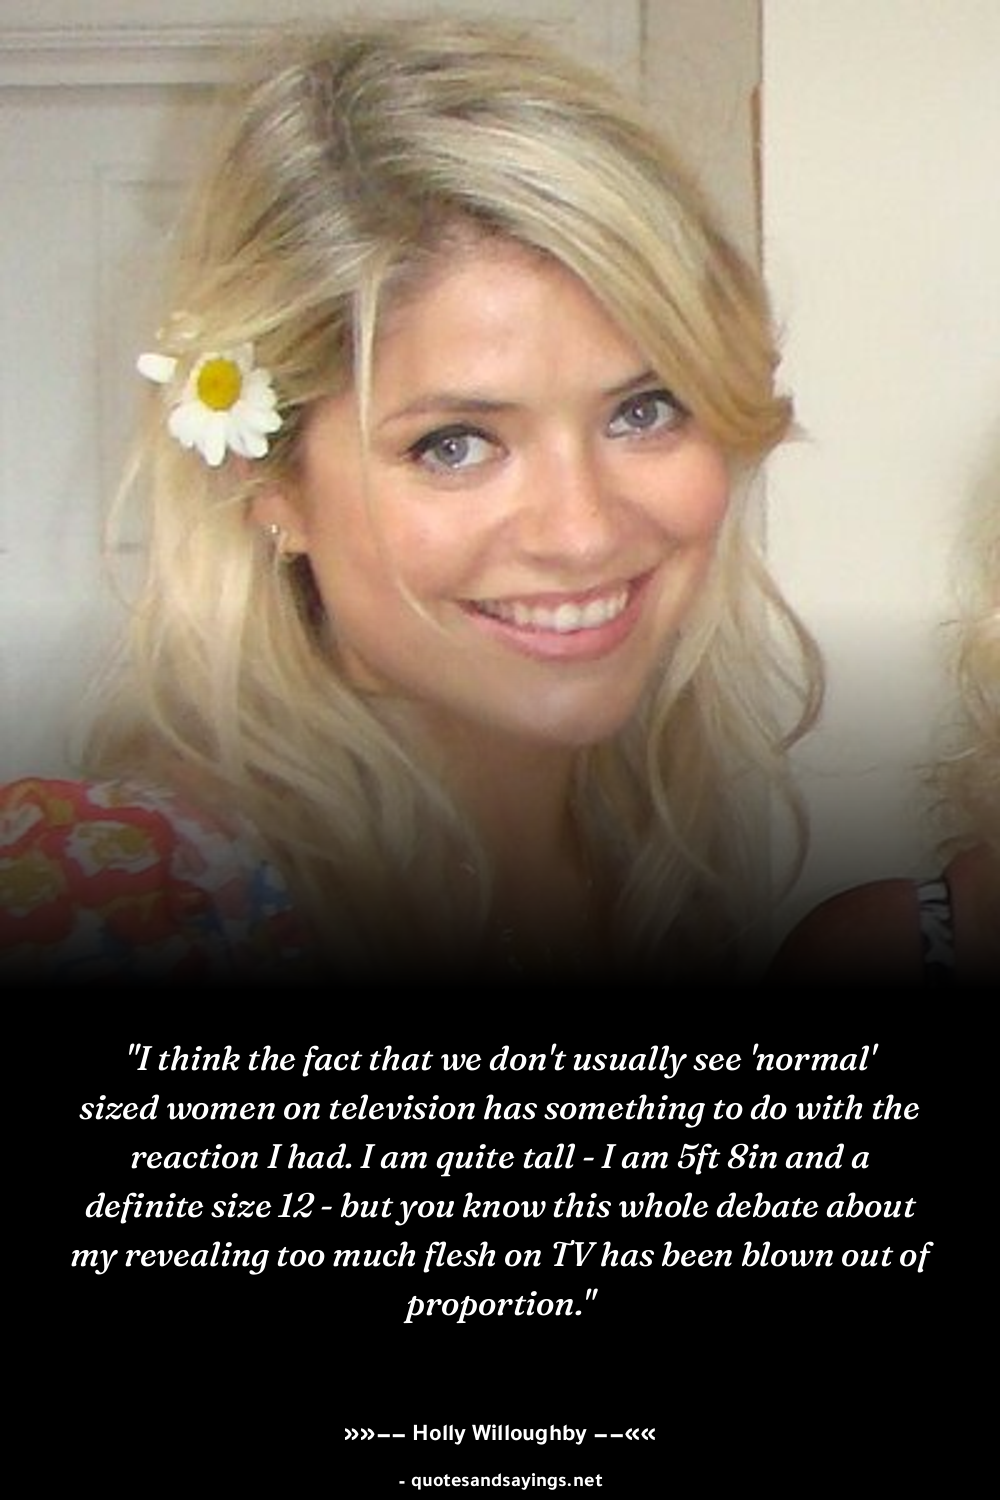 "I think the fact that we don't usually see 'normal'
sized women on television has something to do with the
reaction I had. I am quite tall - I am 5ft 8in and a
definite size 12 - but you know this whole debate about
my revealing too much flesh on TV has been blown out of
proportion."
»»–– Holly Willoughby ––««
- quotesandsayings.net